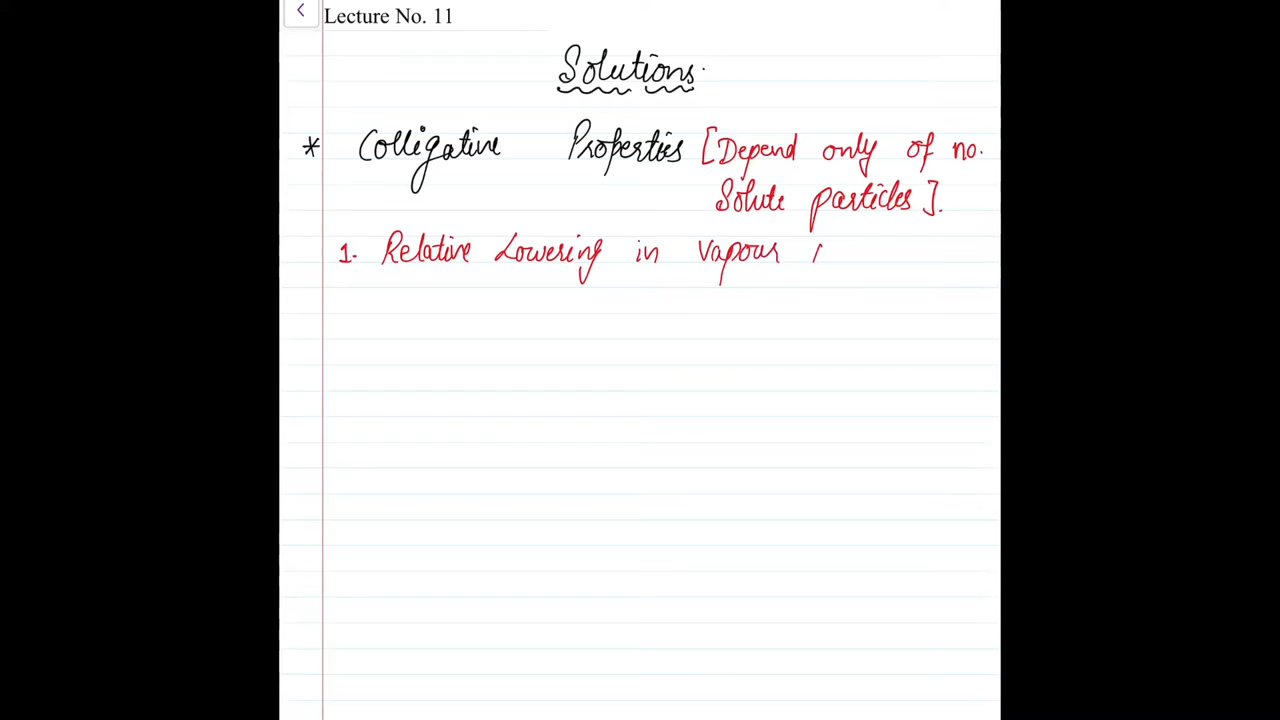 Lecture No. 11
Solutions.
* Colligative Properties [Depend only of no.
Solute particles].
1. Relative Lowering in vapour